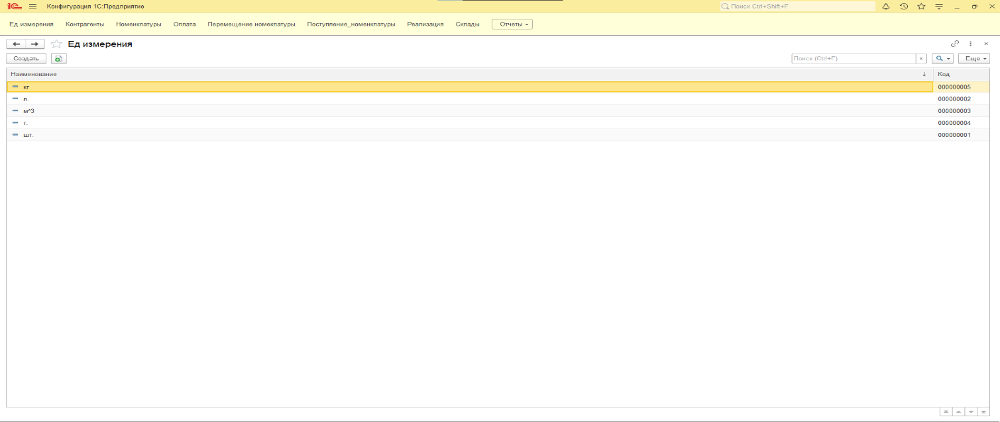 1С Конфигурация 1С:Предприятие Поиск Ctrl+Shift+F
Ед измерения Контрагенты Номенклатуры Оплата Перемещение номеклатуры Поступление_номенклатуры Реализация Склады Отчеты
Ед измерения
Создать Поиск (Ctrl+F) × Еще
Наименование ↓ Код
кг 000000005
л. 000000002
м^3 000000003
т. 000000004
шт. 000000001